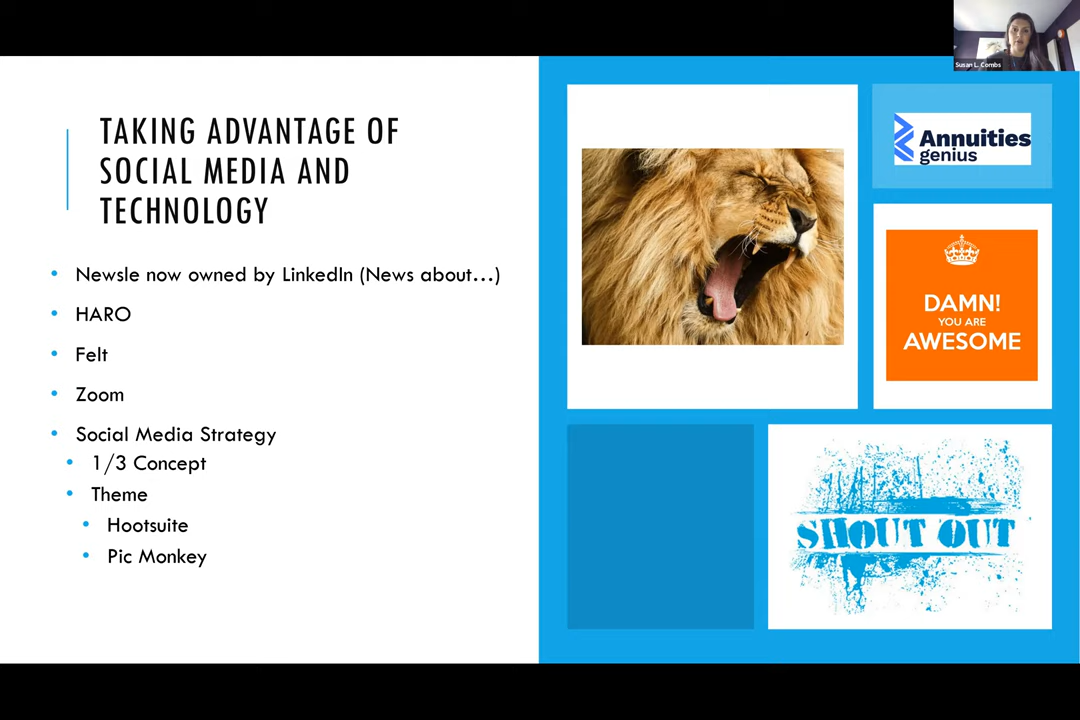 TAKING ADVANTAGE OF
SOCIAL MEDIA AND
TECHNOLOGY
• Newsle now owned by LinkedIn (News about...)
• HARO
• Felt
• Zoom
• Social Media Strategy
• 1/3 Concept
• Theme
• Hootsuite
• Pic Monkey
Susan L. Combs
Annuities
genius
DAMN!
YOU ARE
AWESOME
SHOUT OUT